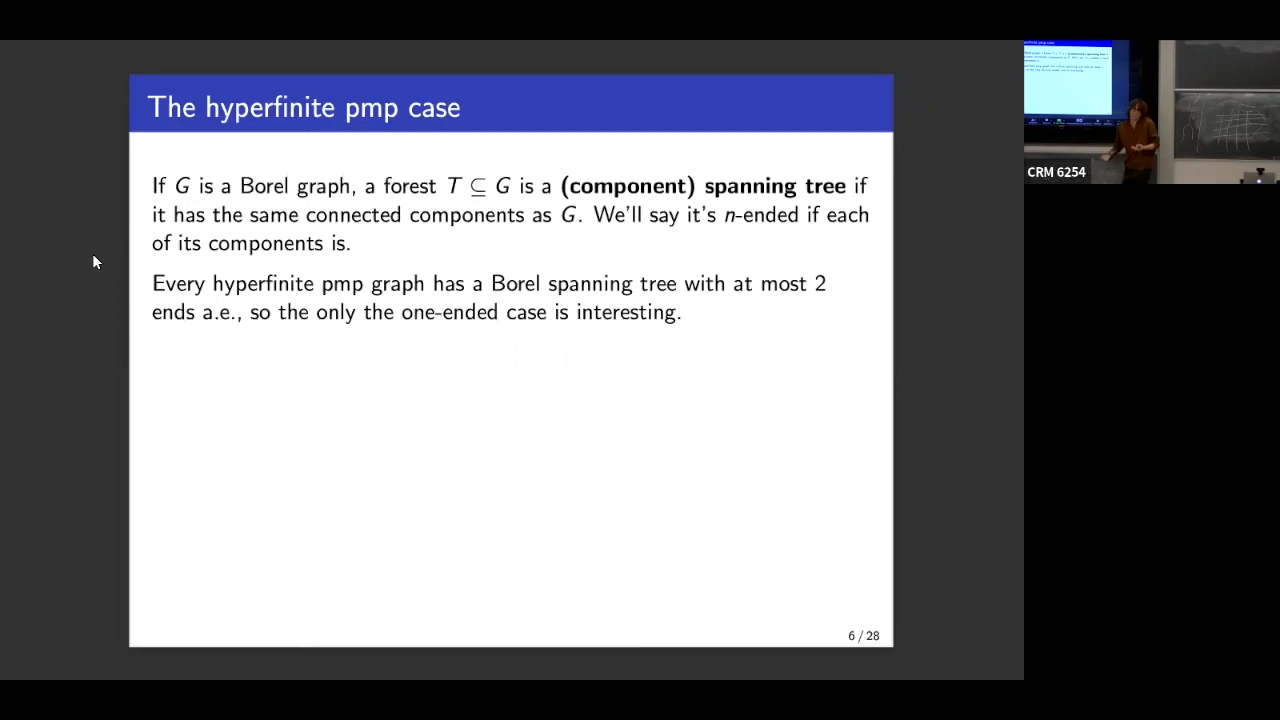 The hyperfinite pmp case
If G is a Borel graph, a forest T ⊆ G is a (component) spanning tree if
it has the same connected components as G. We'll say it's n-ended if each
of its components is.
Every hyperfinite pmp graph has a Borel spanning tree with at most 2
ends a.e., so the only the one-ended case is interesting.
6 / 28
CRM 6254